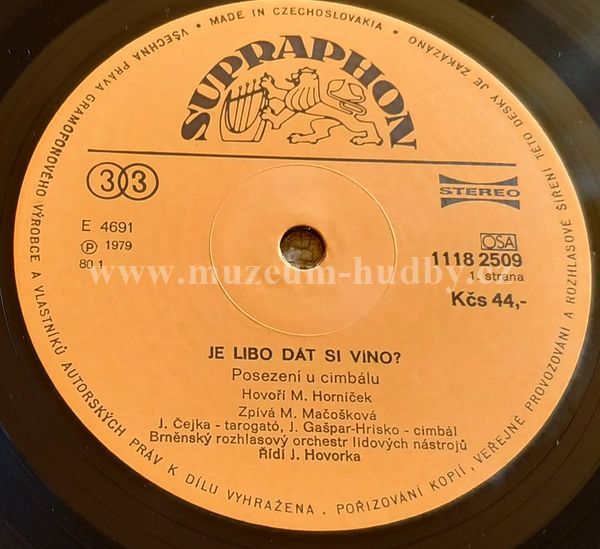 VŠECHNA PRÁVA GRAMOFONOVÉHO VÝROBCE A VLASTNÍKŮ AUTORSKÝCH PRÁV K DÍLU VYHRAŽENA. POŘIZOVÁNÍ KOPIÍ, VEŘEJNÉ PROVOZOVÁNÍ A ROZHLASOVÉ ŠÍŘENÍ TÉTO DESKY JE ZAKÁZÁNO • MADE IN CZECHOSLOVAKIA •
SUPRAPHON
33
STEREO
E 4691
Ⓟ 1979
80 1
OSA
1118 2509
1. strana
Kčs 44,-
www.muzeum-hudby.cz
JE LIBO DÁT SI VÍNO?
Posezení u cimbálu
Hovoří M. Horníček
Zpívá M. Mačošková
J. Čejka - tarogató, J. Gašpar-Hrisko - cimbál
Brněnský rozhlasový orchestr lidových nástrojů
Řídí J. Hovorka